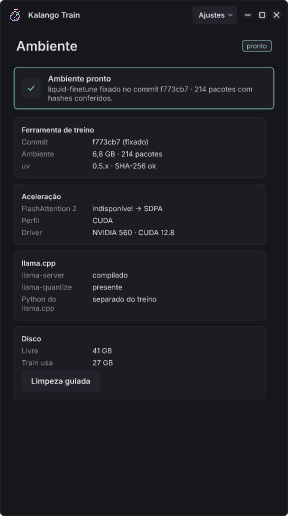 Kalango Train
Ajustes
Ambiente
pronto
Ambiente pronto
liquid-finetune fixado no commit f773cb7 · 214 pacotes com
hashes conferidos.
Ferramenta de treino
Commit f773cb7 (fixado)
Ambiente 6,8 GB · 214 pacotes
uv 0.5.x · SHA-256 ok
Aceleração
FlashAttention 2 indisponível → SDPA
Perfil CUDA
Driver NVIDIA 560 · CUDA 12.8
llama.cpp
llama-server compilado
llama-quantize presente
Python do separado do treino
llama.cpp
Disco
Livre 41 GB
Train usa 27 GB
Limpeza guiada